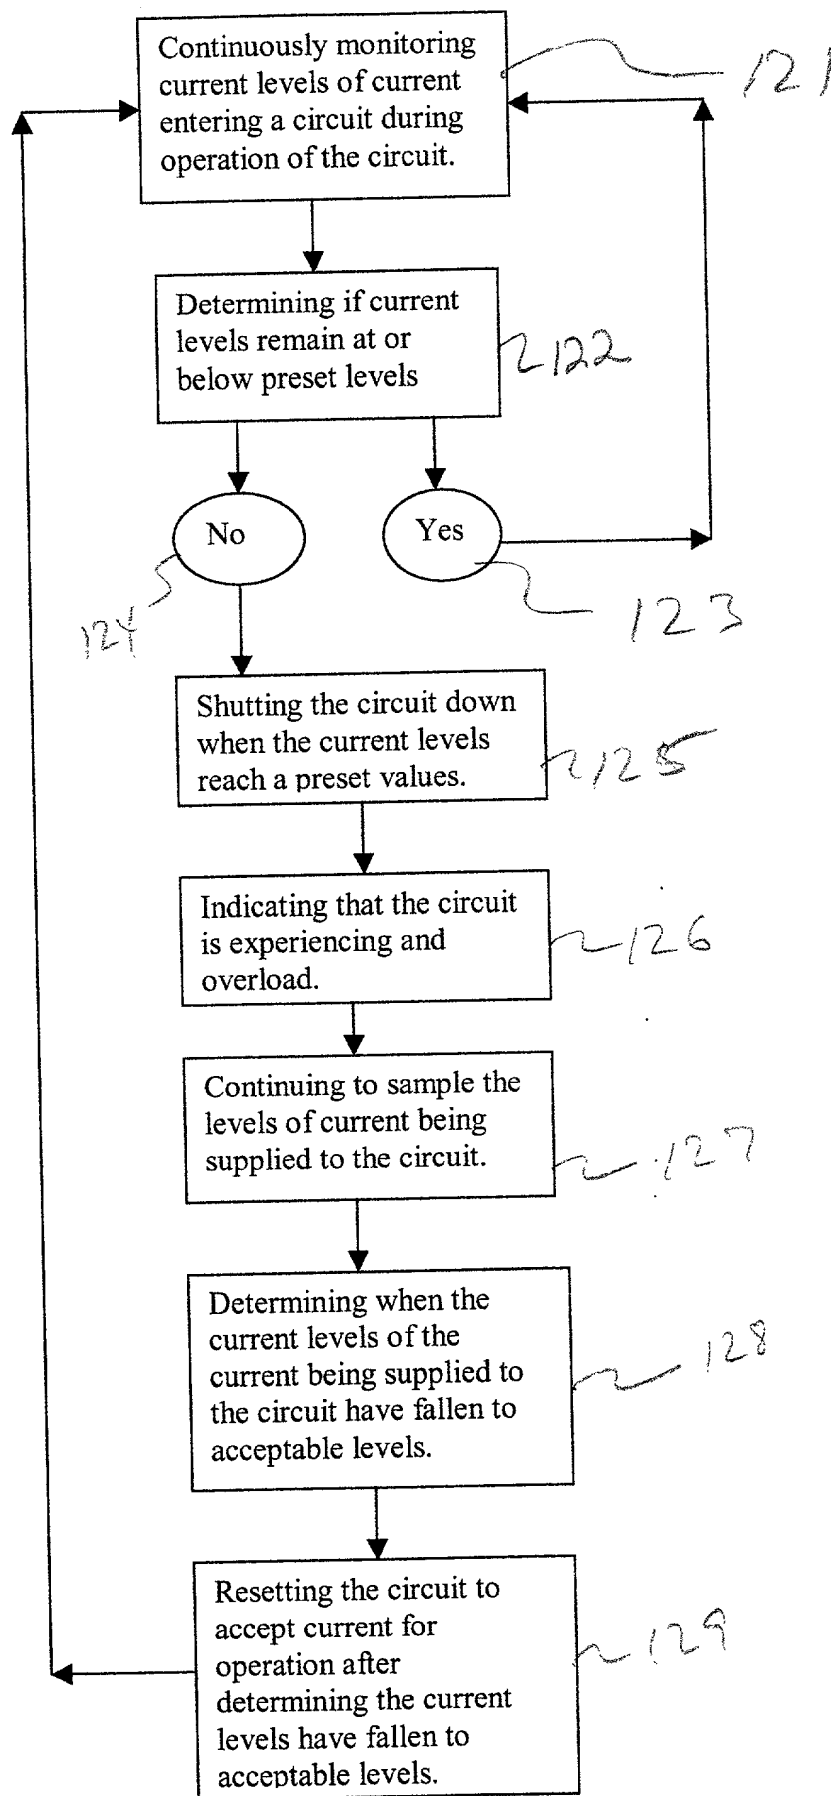 Continuously monitoring
current levels of current
entering a circuit during
operation of the circuit.
121
Determining if current
levels remain at or
below preset levels
122
No
Yes
124
123
Shutting the circuit down
when the current levels
reach a preset values.
125
Indicating that the circuit
is experiencing and
overload.
126
Continuing to sample the
levels of current being
supplied to the circuit.
127
Determining when the
current levels of the
current being supplied to
the circuit have fallen to
acceptable levels.
128
Resetting the circuit to
accept current for
operation after
determining the current
levels have fallen to
acceptable levels.
129